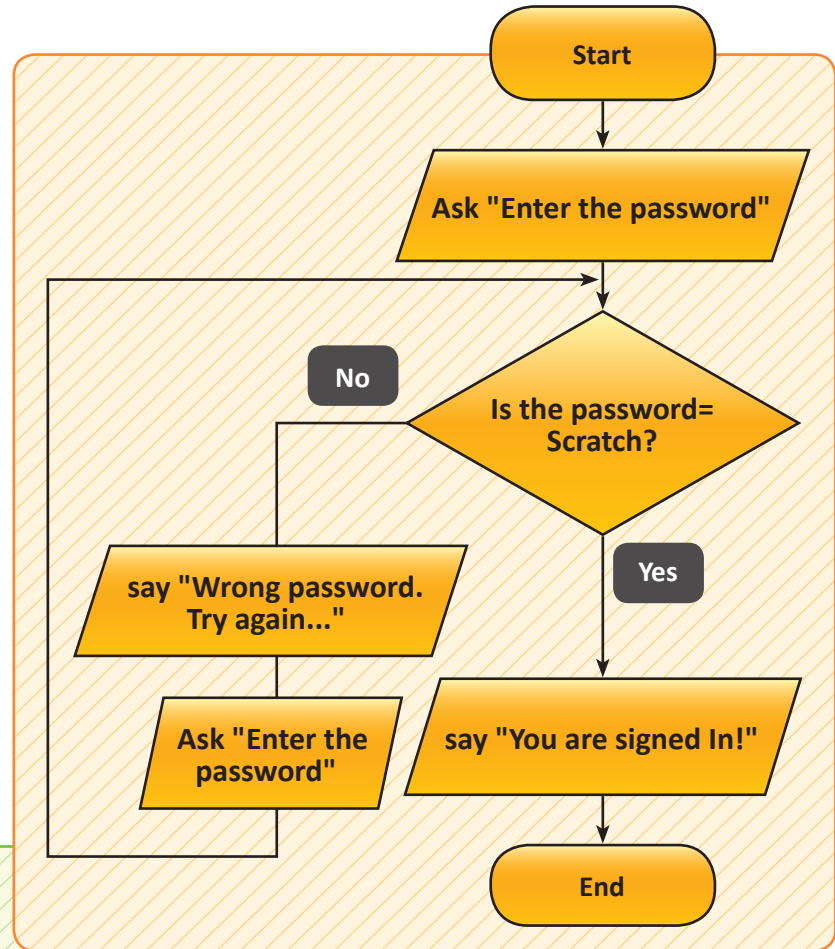 Start
Ask "Enter the password"
No
Is the password=
Scratch?
Yes
say "Wrong password.
Try again..."
Ask "Enter the
password"
say "You are signed In!"
End